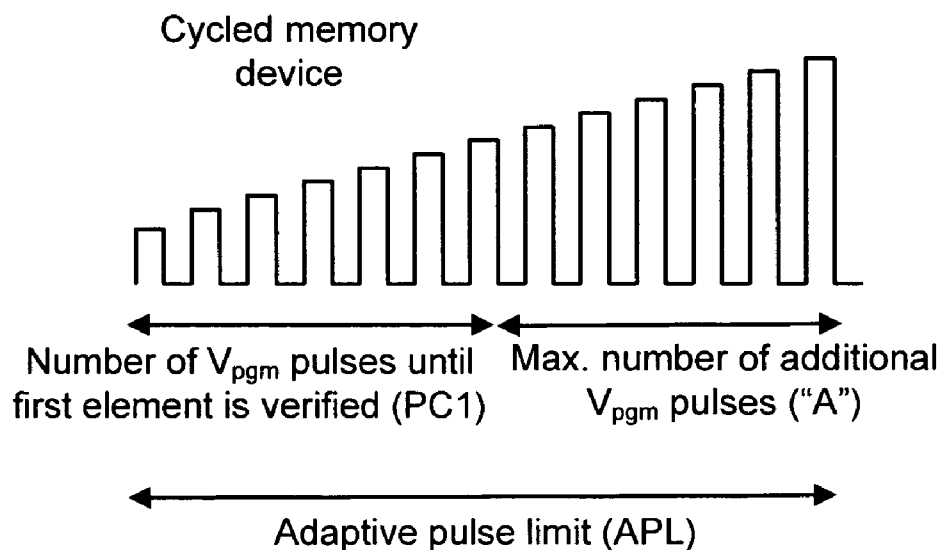 Cycled memory
device
Number of Vpgm pulses until
first element is verified (PC1)
Max. number of additional
Vpgm pulses (“A”)
Adaptive pulse limit (APL)